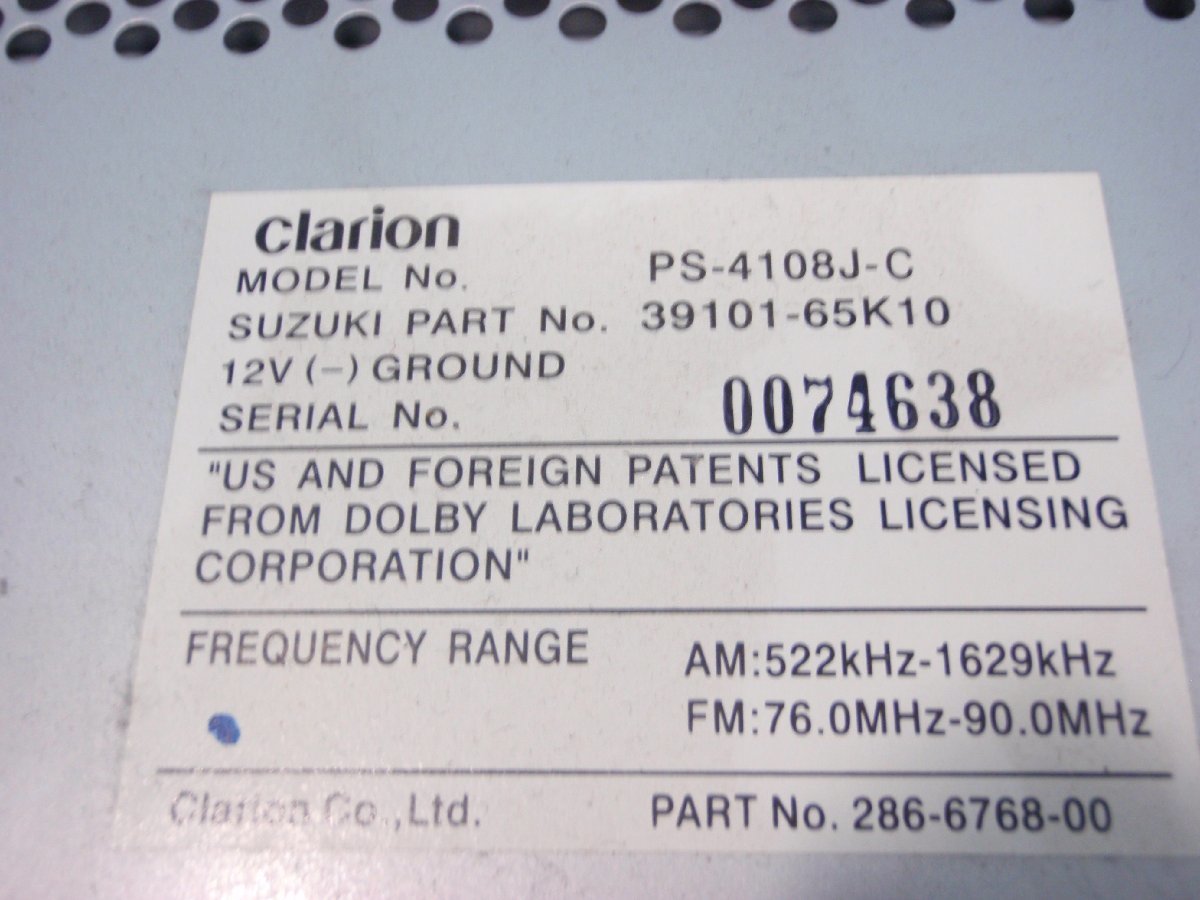 clarion
MODEL No. PS-4108J-C
SUZUKI PART No. 39101-65K10
12V (-) GROUND
SERIAL No. 0074638
"US AND FOREIGN PATENTS LICENSED
FROM DOLBY LABORATORIES LICENSING
CORPORATION"
FREQUENCY RANGE AM:522kHz-1629kHz
FM:76.0MHz-90.0MHz
Clarion Co.,Ltd. PART No. 286-6768-00